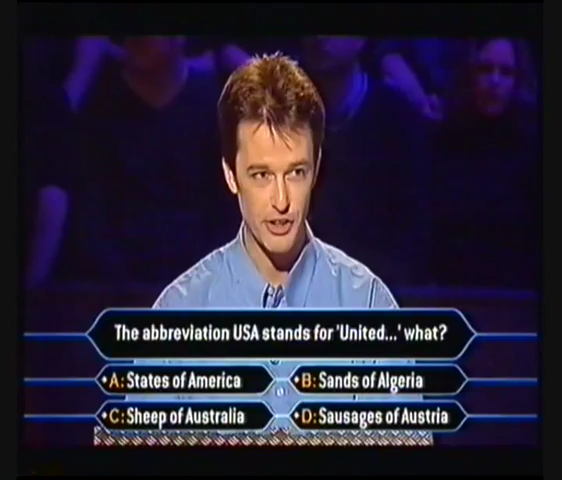 The abbreviation USA stands for 'United...' what?
A: States of America
B: Sands of Algeria
C: Sheep of Australia
D: Sausages of Austria